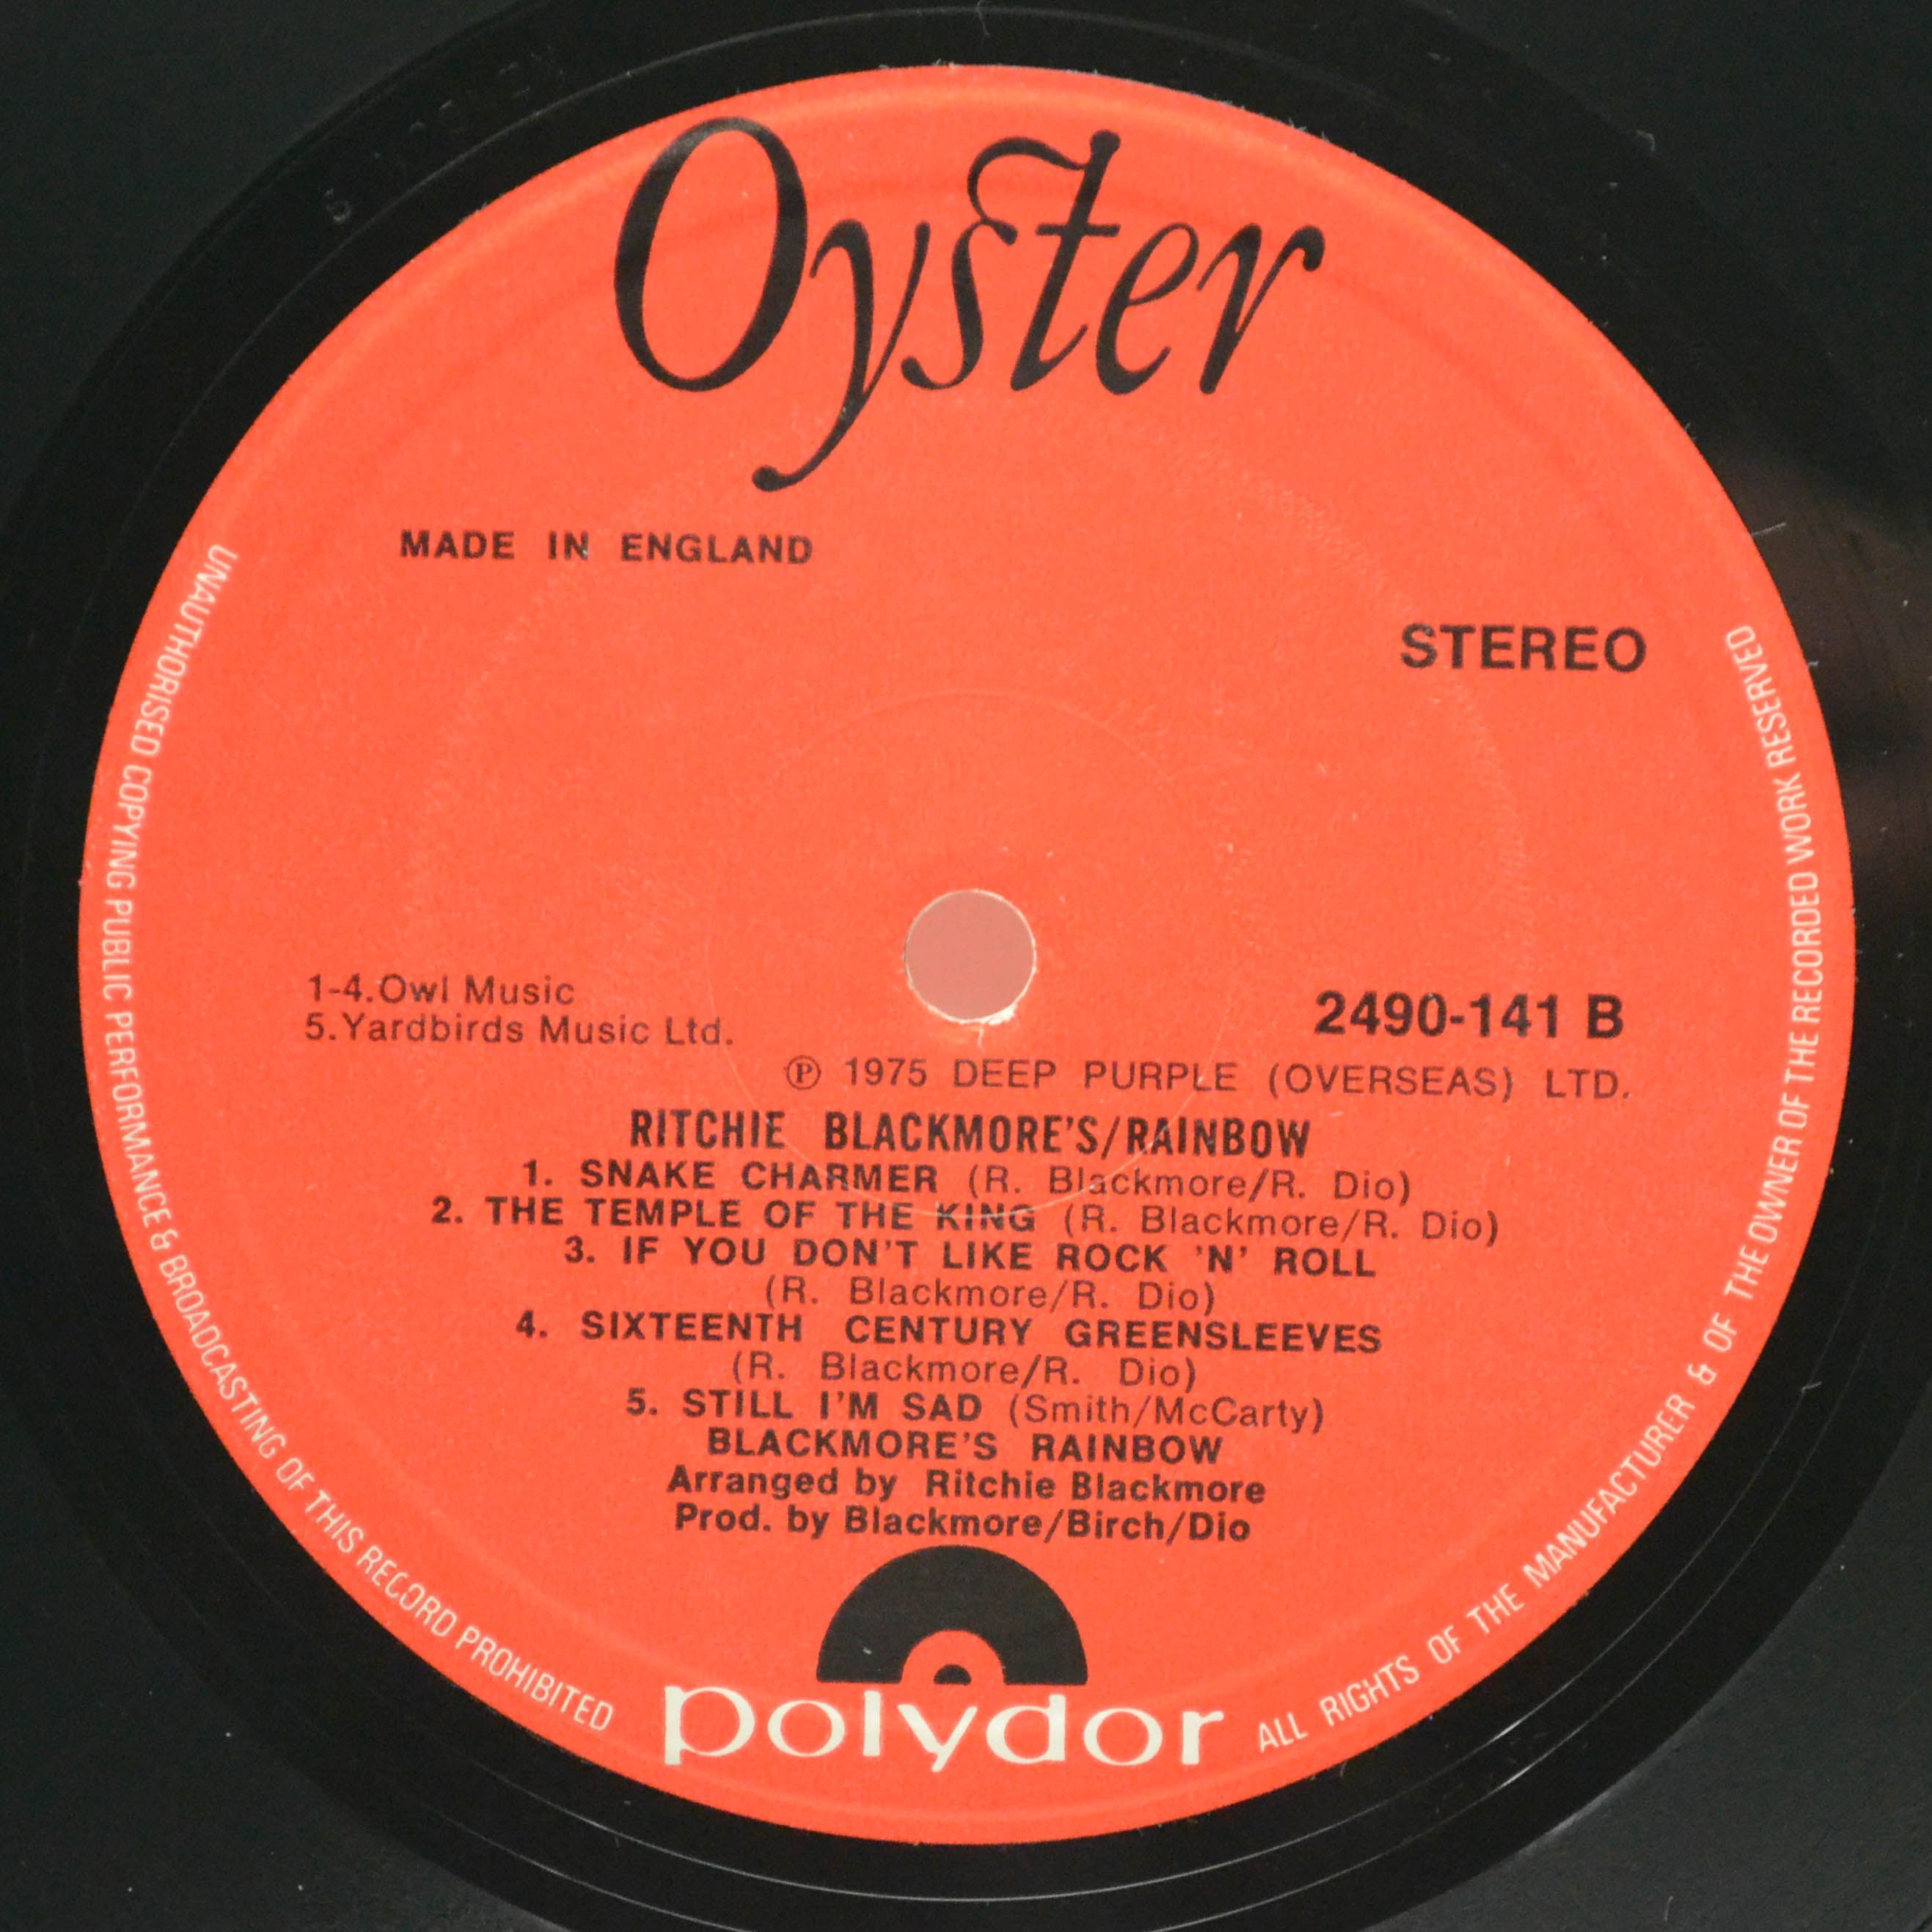 Oyster
MADE IN ENGLAND
STEREO
1-4.Owl Music
5.Yardbirds Music Ltd.
2490-141 B
℗ 1975 DEEP PURPLE (OVERSEAS) LTD.
RITCHIE BLACKMORE'S/RAINBOW
1. SNAKE CHARMER (R. Blackmore/R. Dio)
2. THE TEMPLE OF THE KING (R. Blackmore/R. Dio)
3. IF YOU DON'T LIKE ROCK 'N' ROLL
(R. Blackmore/R. Dio)
4. SIXTEENTH CENTURY GREENSLEEVES
(R. Blackmore/R. Dio)
5. STILL I'M SAD (Smith/McCarty)
BLACKMORE'S RAINBOW
Arranged by Ritchie Blackmore
Prod. by Blackmore/Birch/Dio
polydor
UNAUTHORISED COPYING PUBLIC PERFORMANCE & BROADCASTING OF THIS RECORD PROHIBITED
ALL RIGHTS OF THE MANUFACTURER & OF THE OWNER OF THE RECORDED WORK RESERVED